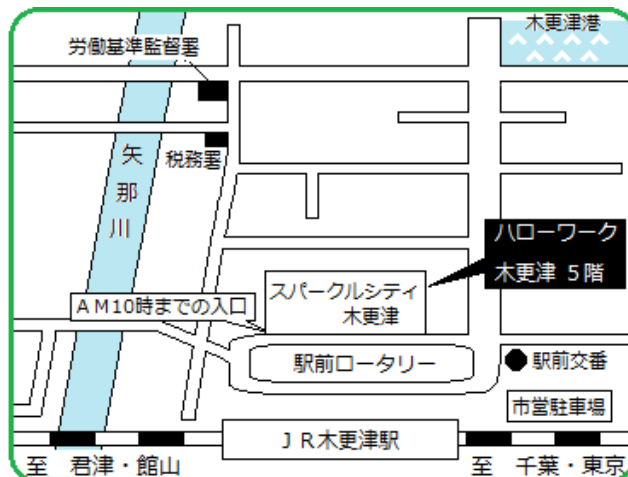 木更津港
労働基準監督署
税務署
矢那川
ハローワーク
木更津 5階
スパークルシティ
木更津
AM10時までの入口
駅前ロータリー
駅前交番
市営駐車場
JR木更津駅
至 君津・館山
至 千葉・東京